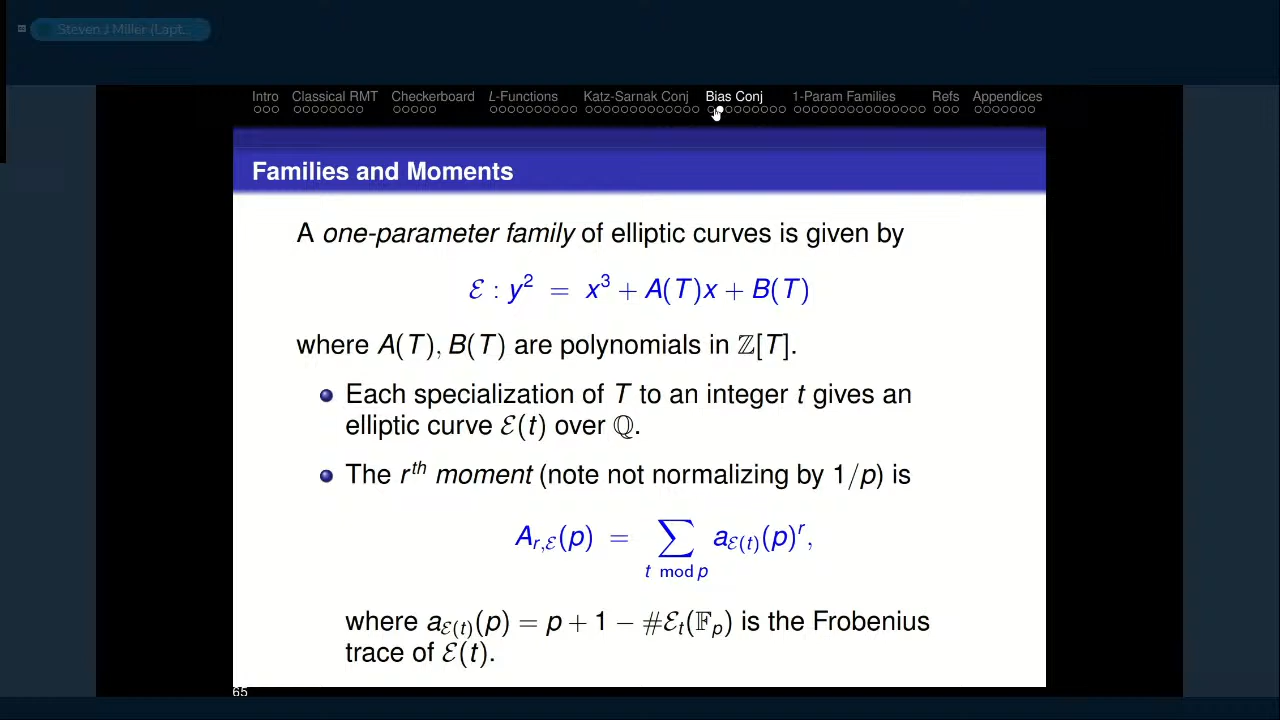 Steven J Miller (Lapt...
Intro Classical RMT Checkerboard L-Functions Katz-Sarnak Conj Bias Conj 1-Param Families Refs Appendices
Families and Moments
A one-parameter family of elliptic curves is given by
ℰ : y² = x³ + A(T)x + B(T)
where A(T), B(T) are polynomials in ℤ[T].
Each specialization of T to an integer t gives an
elliptic curve ℰ(t) over ℚ.
The rᵗʰ moment (note not normalizing by 1/p) is
A_{r,ℰ}(p) = ∑_{t mod p} a_{ℰ(t)}(p)^r,
where a_{ℰ(t)}(p) = p + 1 − #ℰ_t(𝔽_p) is the Frobenius
trace of ℰ(t).
65